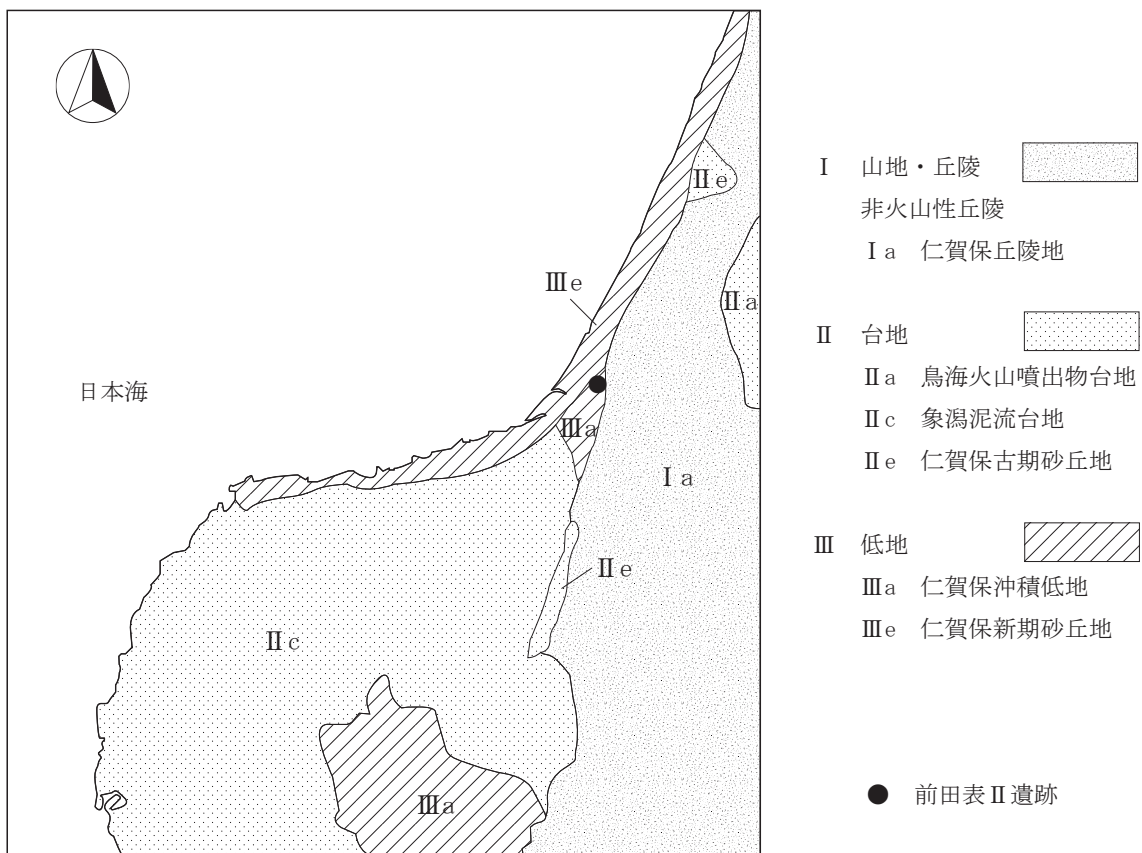 Ⅱe
Ⅲe
Ⅱa
日本海
Ⅲa
Ⅰa
Ⅱe
Ⅱc
Ⅲa
Ⅰ 山地・丘陵
非火山性丘陵
Ⅰa 仁賀保丘陵地
Ⅱ 台地
Ⅱa 鳥海火山噴出物台地
Ⅱc 象潟泥流台地
Ⅱe 仁賀保古期砂丘地
Ⅲ 低地
Ⅲa 仁賀保沖積低地
Ⅲe 仁賀保新期砂丘地
● 前田表Ⅱ遺跡